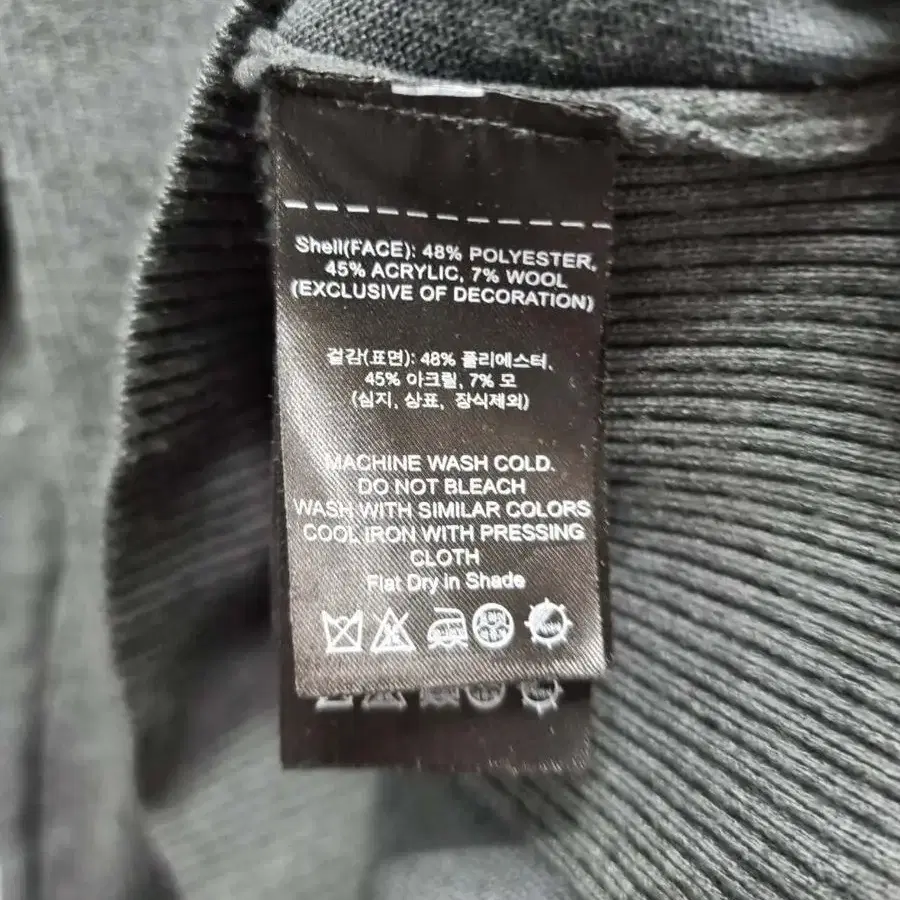 Shell(FACE): 48% POLYESTER,
45% ACRYLIC, 7% WOOL
(EXCLUSIVE OF DECORATION)
겉감(표면): 48% 폴리에스터,
45% 아크릴, 7% 모
(심지, 상표, 장식제외)
MACHINE WASH COLD.
DO NOT BLEACH
WASH WITH SIMILAR COLORS
COOL IRON WITH PRESSING
CLOTH
Flat Dry in Shade